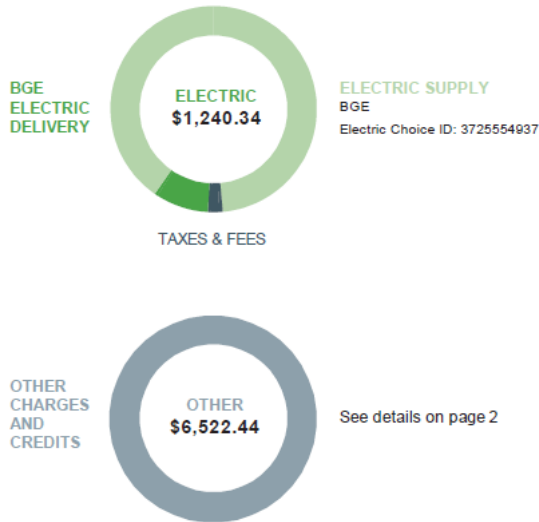 BGE
ELECTRIC
DELIVERY
ELECTRIC
$1,240.34
ELECTRIC SUPPLY
BGE
Electric Choice ID: 3725554937
TAXES & FEES
OTHER
CHARGES
AND
CREDITS
OTHER
$6,522.44
See details on page 2